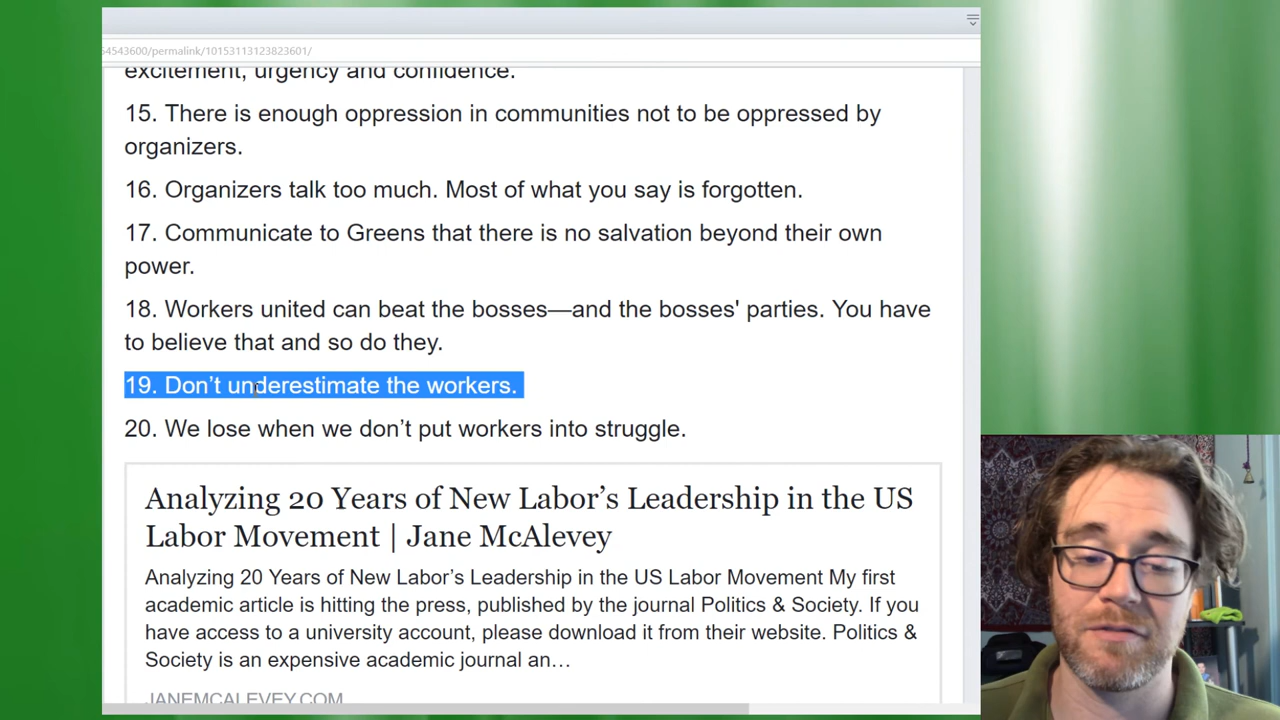 54543600/permalink/10153113123823601/
excitement, urgency and confidence.
15. There is enough oppression in communities not to be oppressed by
organizers.
16. Organizers talk too much. Most of what you say is forgotten.
17. Communicate to Greens that there is no salvation beyond their own
power.
18. Workers united can beat the bosses—and the bosses' parties. You have
to believe that and so do they.
19. Don’t underestimate the workers.
20. We lose when we don’t put workers into struggle.
Analyzing 20 Years of New Labor’s Leadership in the US
Labor Movement | Jane McAlevey
Analyzing 20 Years of New Labor’s Leadership in the US Labor Movement My first
academic article is hitting the press, published by the journal Politics & Society. If you
have access to a university account, please download it from their website. Politics &
Society is an expensive academic journal an…
JANEMCALEVEY.COM